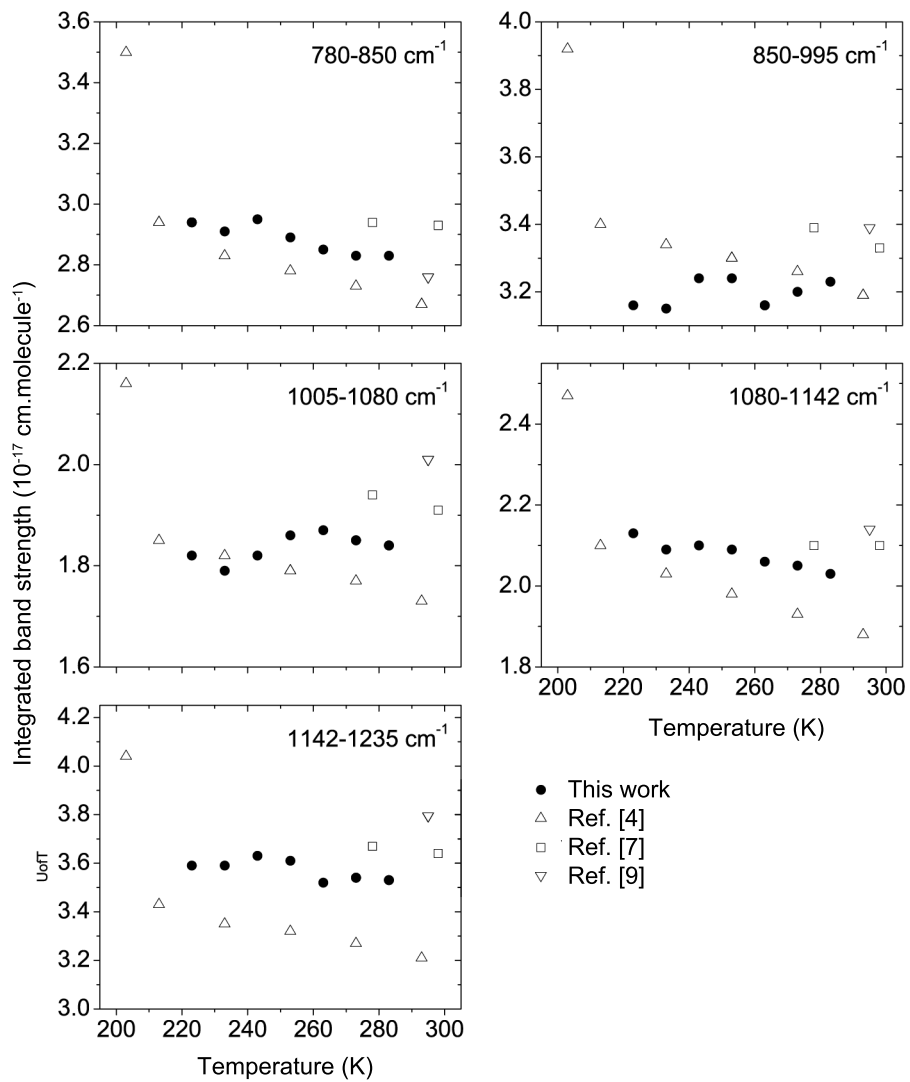 Integrated band strength (10⁻¹⁷ cm.molecule⁻¹)
3.6
3.4
3.2
3.0
2.8
2.6
780-850 cm⁻¹
4.0
3.8
3.6
3.4
3.2
850-995 cm⁻¹
2.2
2.0
1.8
1.6
1005-1080 cm⁻¹
2.4
2.2
2.0
1.8
1080-1142 cm⁻¹
200 220 240 260 280 300
Temperature (K)
4.2
4.0
3.8
3.6
3.4
3.2
3.0
UofT
1142-1235 cm⁻¹
200 220 240 260 280 300
Temperature (K)
This work
Ref. [4]
Ref. [7]
Ref. [9]